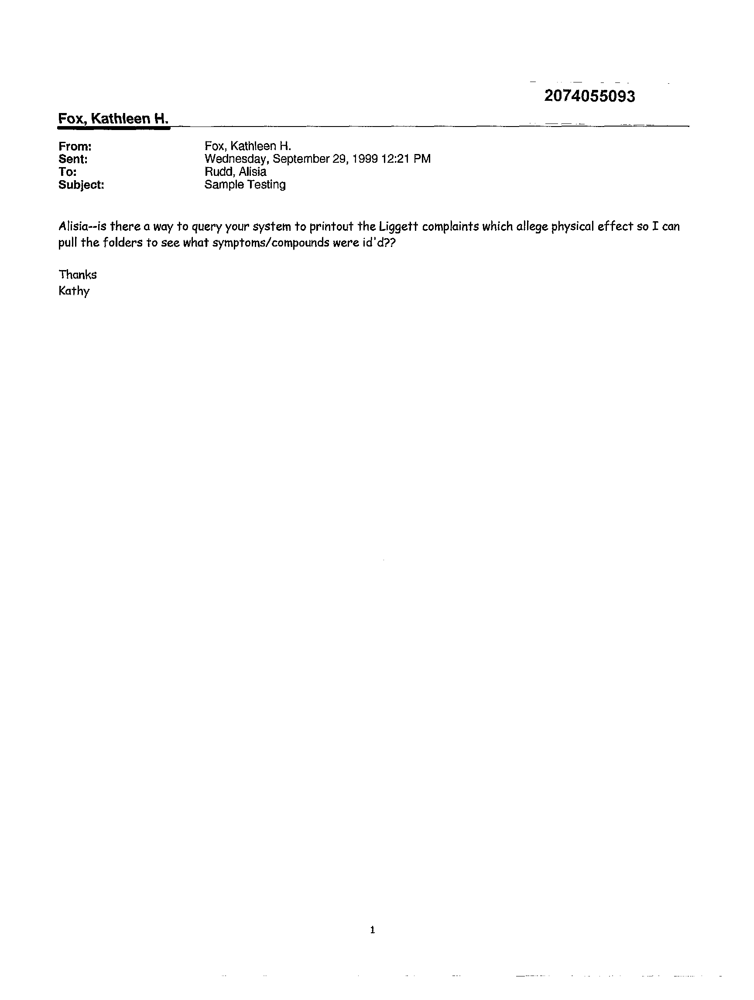 2074055093
Fox, Kathleen H.
From: Fox, Kathleen H.
Sent: Wednesday, September 29, 1999 12:21 PM
To: Rudd, Alisia
Subject: Sample Testing
Alisia--is there a way to query your system to printout the Liggett complaints which allege physical effect so I can
pull the folders to see what symptoms/compounds were id'd??
Thanks
Kathy
1